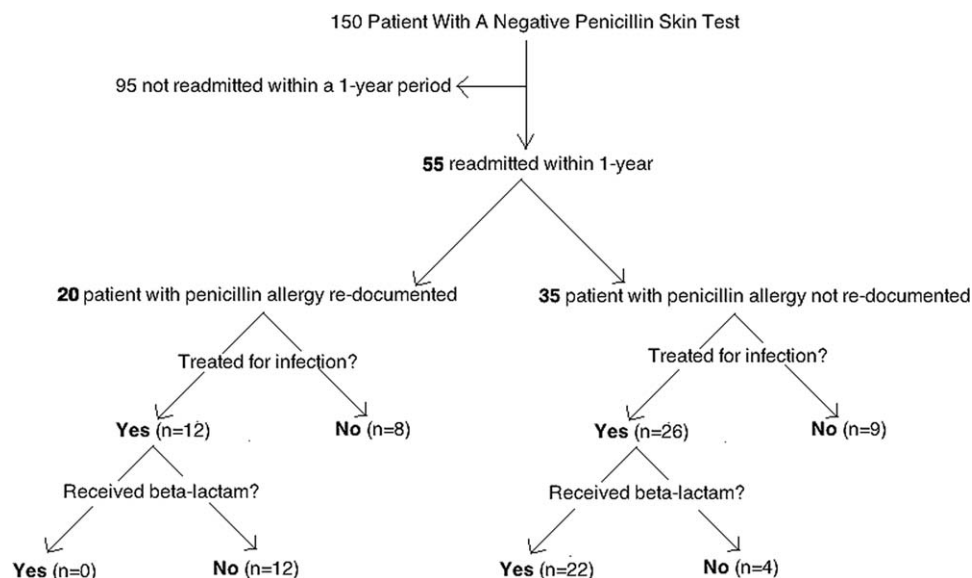 150 Patient With A Negative Penicillin Skin Test
95 not readmitted within a 1-year period
55 readmitted within 1-year
20 patient with penicillin allergy re-documented
35 patient with penicillin allergy not re-documented
Treated for infection?
Treated for infection?
Yes (n=12)
No (n=8)
Yes (n=26)
No (n=9)
Received beta-lactam?
Received beta-lactam?
Yes (n=0)
No (n=12)
Yes (n=22)
No (n=4)